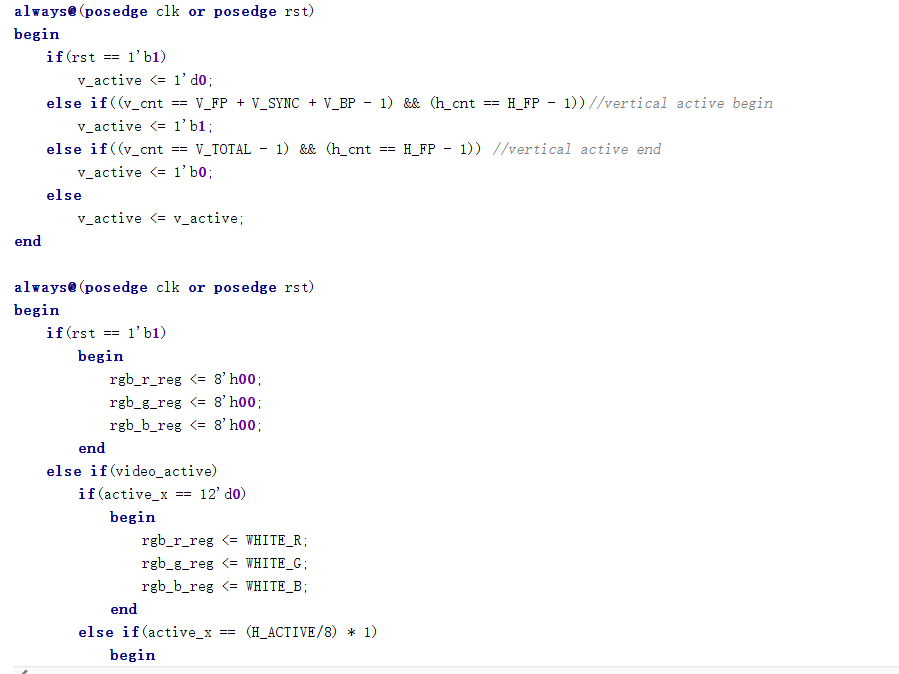 always@(posedge clk or posedge rst)
begin
    if(rst == 1'b1)
        v_active <= 1'd0;
    else if((v_cnt == V_FP + V_SYNC + V_BP - 1) && (h_cnt == H_FP - 1))//vertical active begin
        v_active <= 1'b1;
    else if((v_cnt == V_TOTAL - 1) && (h_cnt == H_FP - 1)) //vertical active end
        v_active <= 1'b0;
    else
        v_active <= v_active;
end

always@(posedge clk or posedge rst)
begin
    if(rst == 1'b1)
        begin
            rgb_r_reg <= 8'h00;
            rgb_g_reg <= 8'h00;
            rgb_b_reg <= 8'h00;
        end
    else if(video_active)
        if(active_x == 12'd0)
            begin
                rgb_r_reg <= WHITE_R;
                rgb_g_reg <= WHITE_G;
                rgb_b_reg <= WHITE_B;
            end
        else if(active_x == (H_ACTIVE/8) * 1)
            begin